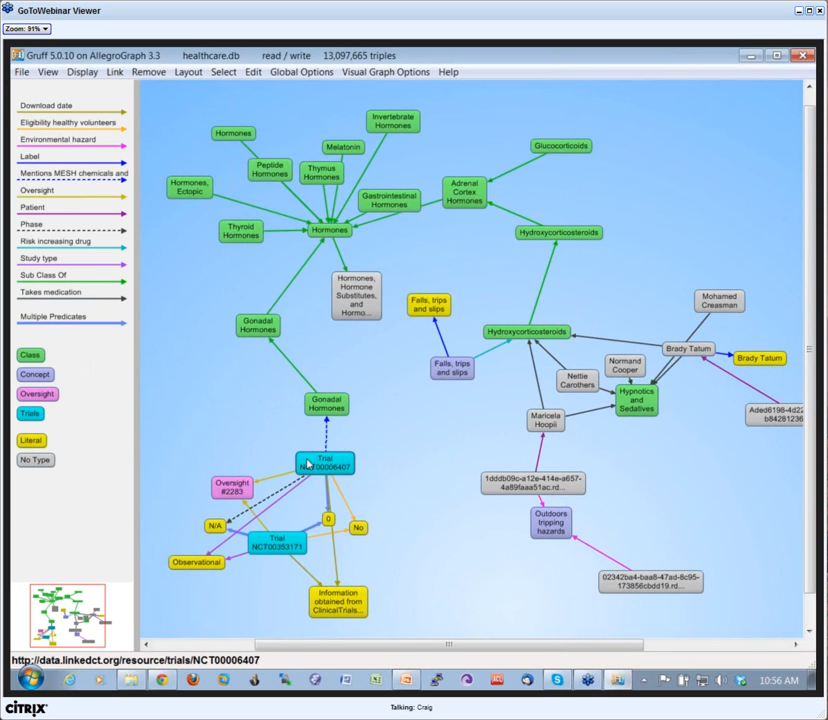 GoToWebinar Viewer
Zoom: 91%
Gruff 5.0.10 on AllegroGraph 3.3 healthcare.db read / write 13,097,665 triples
File View Display Link Remove Layout Select Edit Global Options Visual Graph Options Help
Download date
Eligibility healthy volunteers
Environmental hazard
Label
Mentions MESH chemicals and
Oversight
Patient
Phase
Risk increasing drug
Study type
Sub Class Of
Takes medication
Multiple Predicates
Class
Concept
Oversight
Trials
Literal
No Type
Invertebrate
Hormones
Hormones
Melatonin
Glucocorticoids
Peptide
Hormones
Thymus
Hormones
Hormones,
Ectopic
Gastrointestinal
Hormones
Adrenal
Cortex
Hormones
Thyroid
Hormones
Hormones
Hydroxycorticosteroids
Hormones,
Hormone
Substitutes,
and
Hormo...
Falls, trips
and slips
Mohamed
Creasman
Gonadal
Hormones
Hydroxycorticosteroids
Brady Tatum
Brady Tatum
Falls, trips
and slips
Normand
Cooper
Nettie
Carothers
Hypnotics
and
Sedatives
Gonadal
Hormones
Maricela
Hoopii
Aded6198-4d22
b84281236
Trial
NCT00006407
Oversight
#2283
1dddb09c-a12e-414e-a657-
4a89faaa51ac.rd...
N/A
0
No
Outdoors
tripping
hazards
Trial
NCT00353171
Observational
02342ba4-baa8-47ad-8c95-
173856cbdd19.rd...
Information
obtained from
ClinicalTrials...
http://data.linkedct.org/resource/trials/NCT00006407
10:56 AM
CITRIX
Talking: Craig